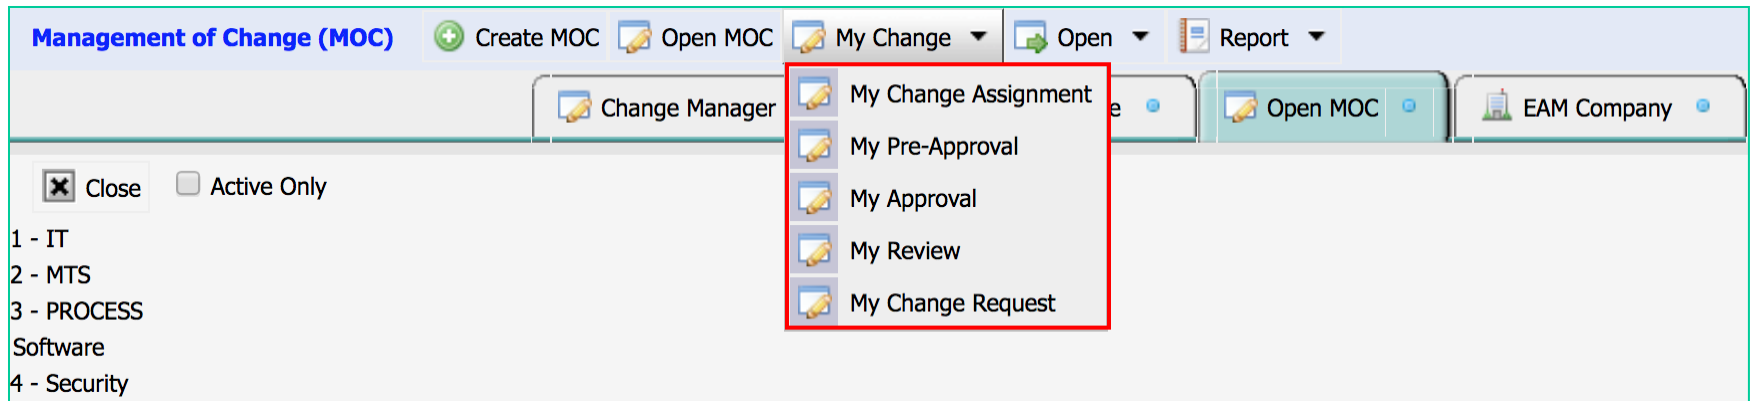 Management of Change (MOC) Create MOC Open MOC My Change Open Report
Change Manager e Open MOC EAM Company
My Change Assignment
My Pre-Approval
My Approval
My Review
My Change Request
Close Active Only
1 - IT
2 - MTS
3 - PROCESS
Software
4 - Security